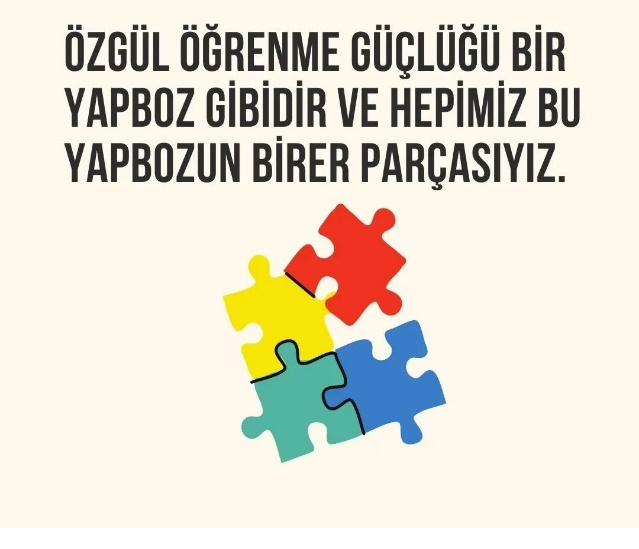 ÖZGÜL ÖĞRENME GÜÇLÜĞÜ BİR
YAPBOZ GİBİDİR VE HEPİMİZ BU
YAPBOZUN BİRER PARÇASIYIZ.